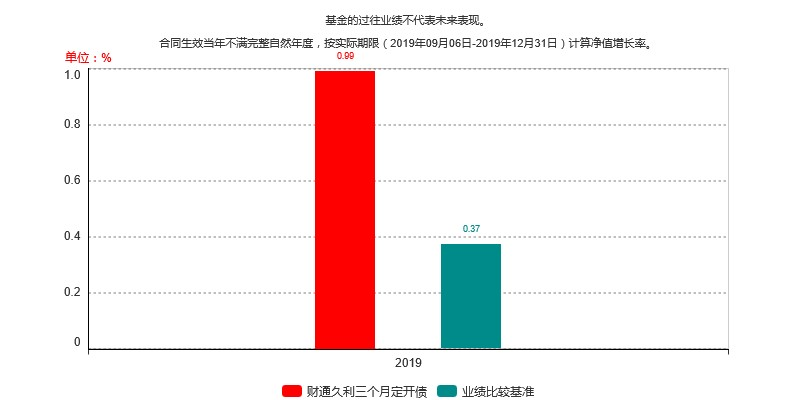 基金的过往业绩不代表未来表现。
合同生效当年不满完整自然年度，按实际期限（2019年09月06日-2019年12月31日）计算净值增长率。
单位：%
0.99
1.0
0.8
0.6
0.4
0.37
0.2
0
2019
财通久利三个月定开债 业绩比较基准